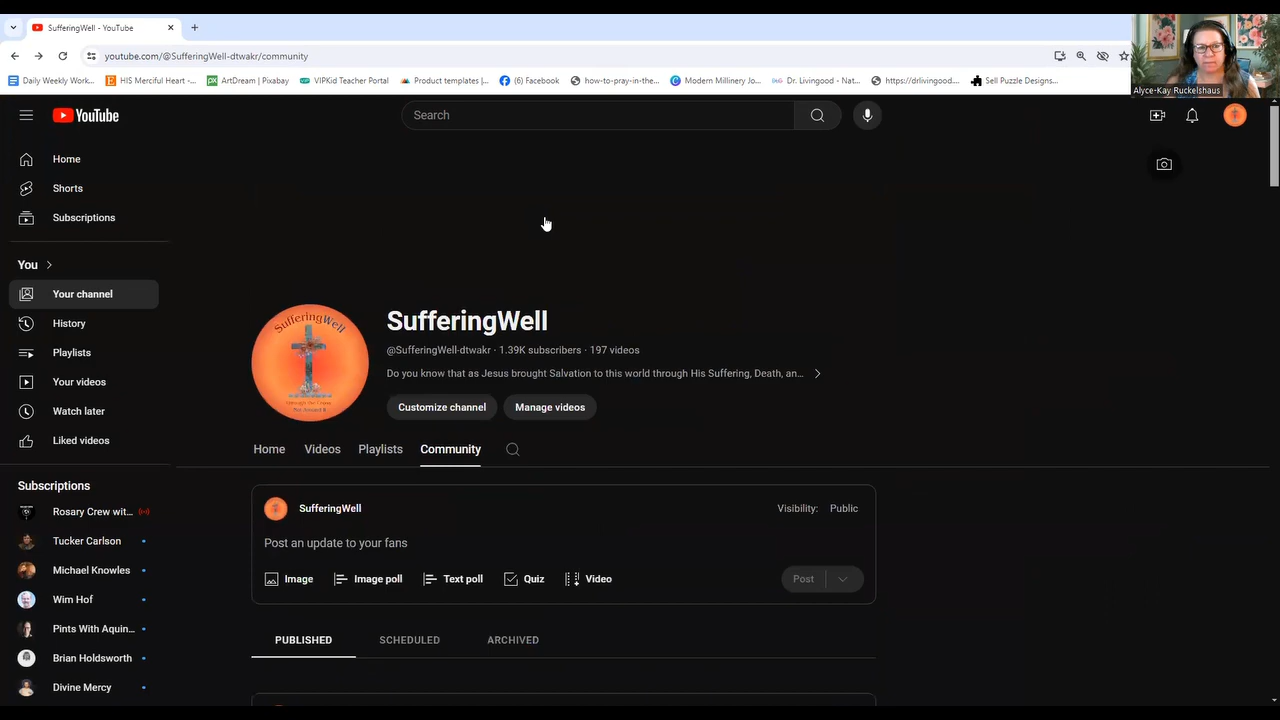 SufferingWell - YouTube
youtube.com/@SufferingWell-dtwakr/community
Daily Weekly Work...
HIS Merciful Heart -...
ArtDream | Pixabay
VIPKid Teacher Portal
Product templates |...
(6) Facebook
how-to-pray-in-the...
Modern Millinery Jo...
Dr. Livingood - Nat...
https://drlivingood....
Sell Puzzle Designs...
Alyce-Kay Ruckelshaus
YouTube
Search
Home
Shorts
Subscriptions
You
Your channel
History
Playlists
Your videos
Watch later
Liked videos
Subscriptions
Rosary Crew wit...
Tucker Carlson
Michael Knowles
Wim Hof
Pints With Aquin...
Brian Holdsworth
Divine Mercy
SufferingWell
Through the Cross,
Not Around It
SufferingWell
@SufferingWell-dtwakr · 1.39K subscribers · 197 videos
Do you know that as Jesus brought Salvation to this world through His Suffering, Death, an...
Customize channel
Manage videos
Home
Videos
Playlists
Community
SufferingWell
Visibility: Public
Post an update to your fans
Image
Image poll
Text poll
Quiz
Video
Post
PUBLISHED
SCHEDULED
ARCHIVED